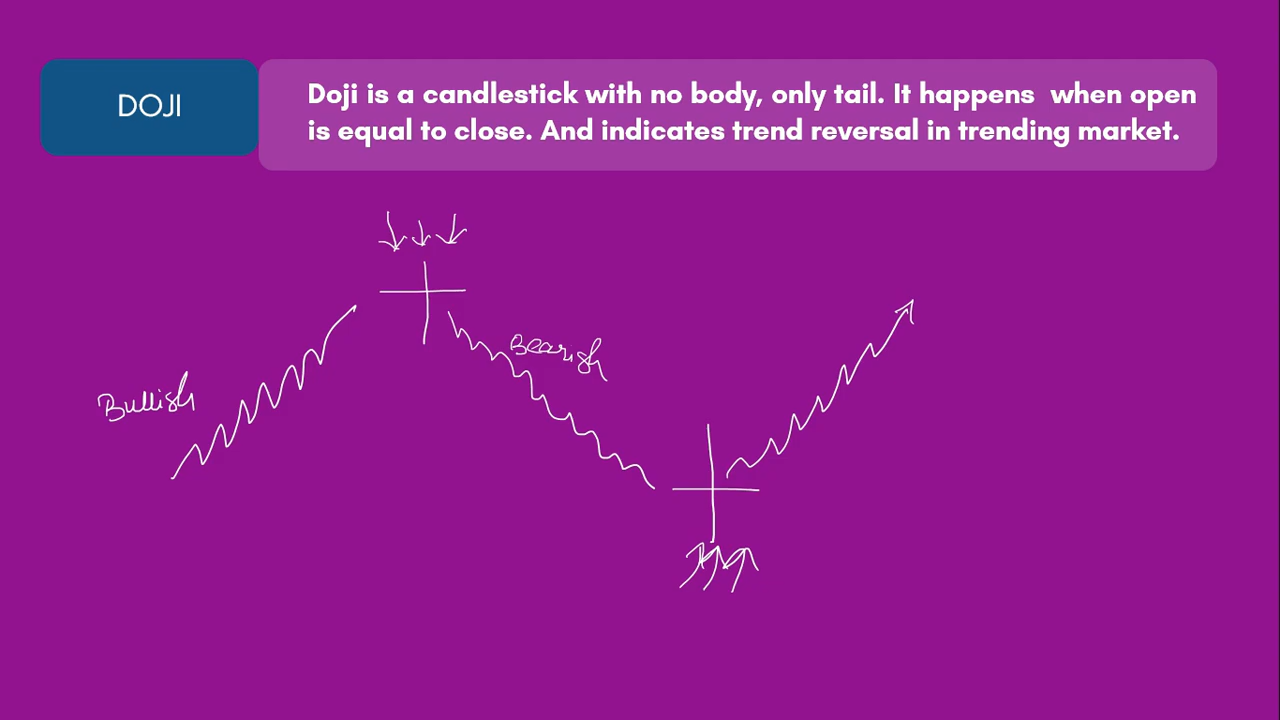 DOJI
Doji is a candlestick with no body, only tail. It happens when open
is equal to close. And indicates trend reversal in trending market.
Bearish
Bullish